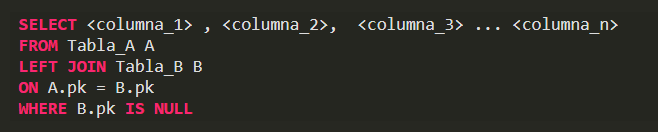 SELECT <columna_1> , <columna_2>,  <columna_3> ... <columna_n>
FROM Tabla_A A
LEFT JOIN Tabla_B B
ON A.pk = B.pk
WHERE B.pk IS NULL